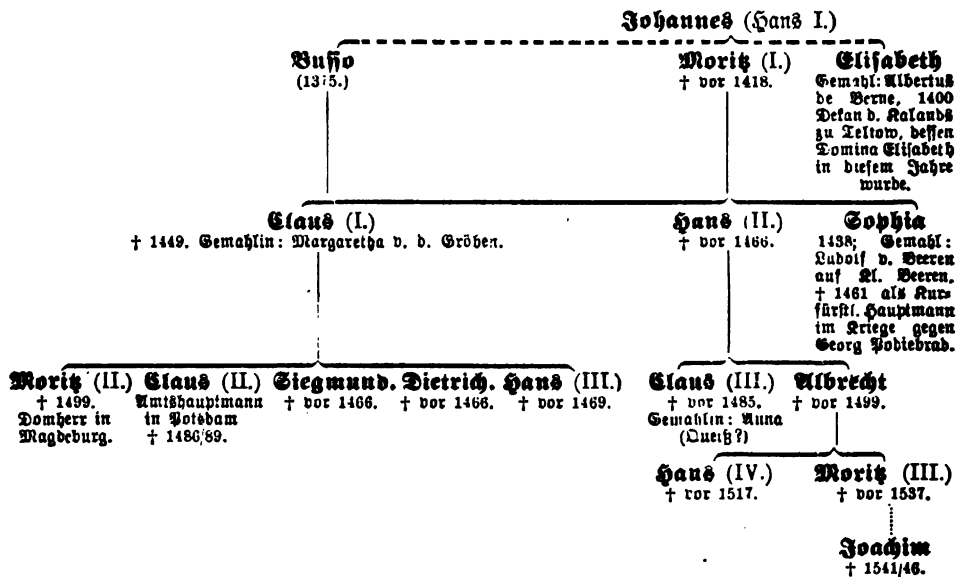 Johannes (Hans I.)
Busso
(1375.)
Moritz (I.)
† vor 1418.
Elisabeth
Gemahl: Albertus
de Berne, 1400
Dekan d. Kalands
zu Teltow, dessen
Domina Elisabeth
in diesem Jahre
wurde.
Claus (I.)
† 1449. Gemahlin: Margaretha v. d. Gröben.
Hans (II.)
† vor 1466.
Sophia
1438; Gemahl:
Ludolf v. Beeren
auf Kl. Beeren,
† 1461 als Kur-
fürstl. Hauptmann
im Kriege gegen
Georg Podiebrad.
Moritz (II.)
† 1499.
Domherr in
Magdeburg.
Claus (II.)
Amtshauptmann
in Potsdam
† 1486/89.
Siegmund.
† vor 1466.
Dietrich.
† vor 1466.
Hans (III.)
† vor 1469.
Claus (III.)
† vor 1485.
Gemahlin: Anna
(Queiß?)
Albrecht
† vor 1499.
Hans (IV.)
† vor 1517.
Moritz (III.)
† vor 1537.
Joachim
† 1541/46.